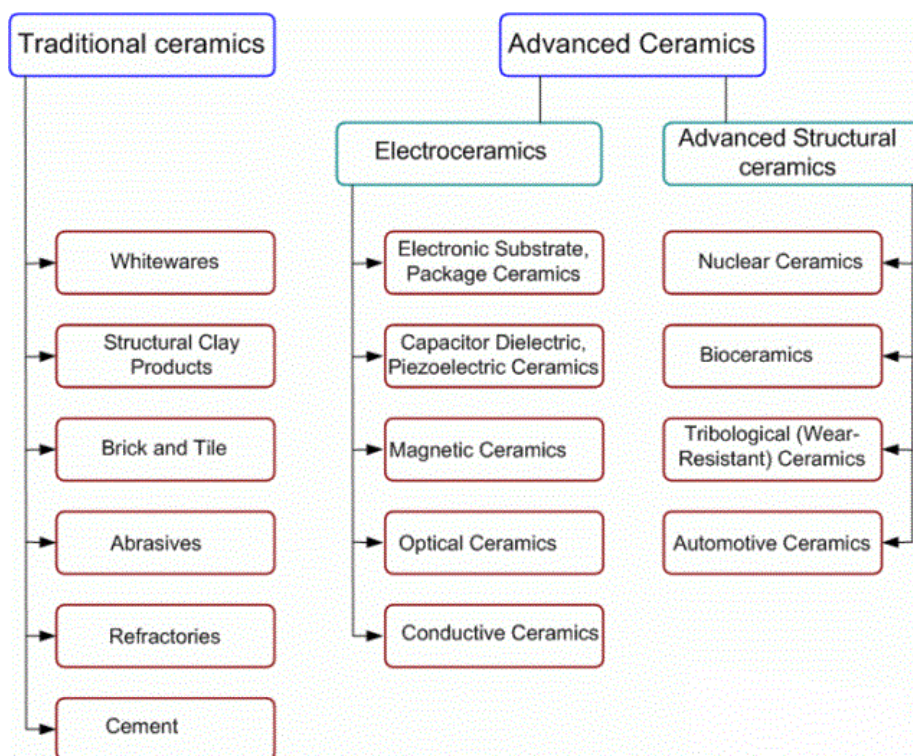 Traditional ceramics
Whitewares
Structural Clay
Products
Brick and Tile
Abrasives
Refractories
Cement
Advanced Ceramics
Electroceramics
Electronic Substrate,
Package Ceramics
Capacitor Dielectric,
Piezoelectric Ceramics
Magnetic Ceramics
Optical Ceramics
Conductive Ceramics
Advanced Structural
ceramics
Nuclear Ceramics
Bioceramics
Tribological (Wear-
Resistant) Ceramics
Automotive Ceramics